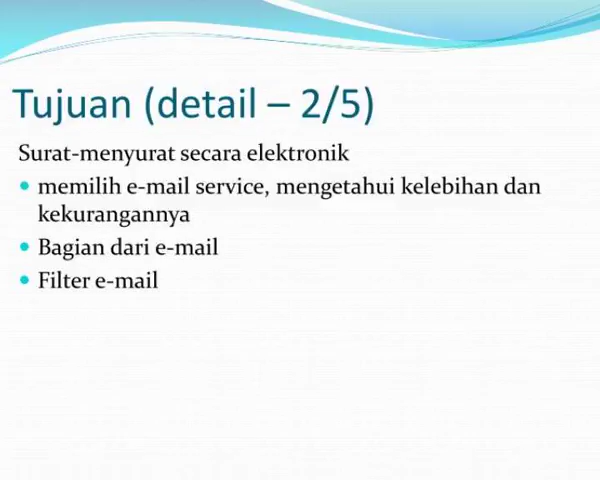 Tujuan (detail – 2/5)
Surat-menyurat secara elektronik
• memilih e-mail service, mengetahui kelebihan dan
kekurangannya
• Bagian dari e-mail
• Filter e-mail